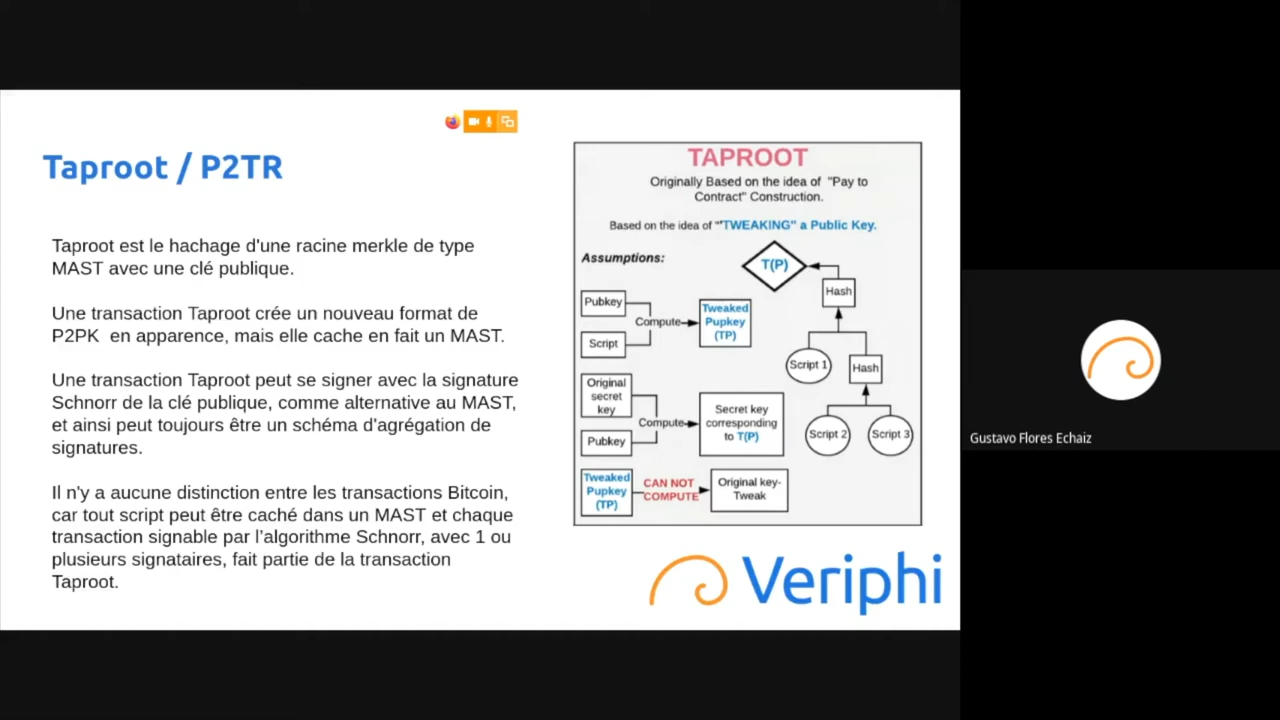 Taproot / P2TR
Taproot est le hachage d'une racine merkle de type
MAST avec une clé publique.
Une transaction Taproot crée un nouveau format de
P2PK  en apparence, mais elle cache en fait un MAST.
Une transaction Taproot peut se signer avec la signature
Schnorr de la clé publique, comme alternative au MAST,
et ainsi peut toujours être un schéma d'agrégation de
signatures.
Il n'y a aucune distinction entre les transactions Bitcoin,
car tout script peut être caché dans un MAST et chaque
transaction signable par l'algorithme Schnorr, avec 1 ou
plusieurs signataires, fait partie de la transaction
Taproot.
TAPROOT
Originally Based on the idea of  "Pay to
Contract" Construction.
Based on the idea of ""TWEAKING" a Public Key.
Assumptions:
T(P)
Hash
Pubkey
Script
Compute
Tweaked
Pupkey
(TP)
Script 1
Hash
Original
secret
key
Pubkey
Compute
Secret key
corresponding
to T(P)
Script 2
Script 3
Tweaked
Pupkey
(TP)
CAN NOT
COMPUTE
Original key-
Tweak
Veriphi
Gustavo Flores Echaiz